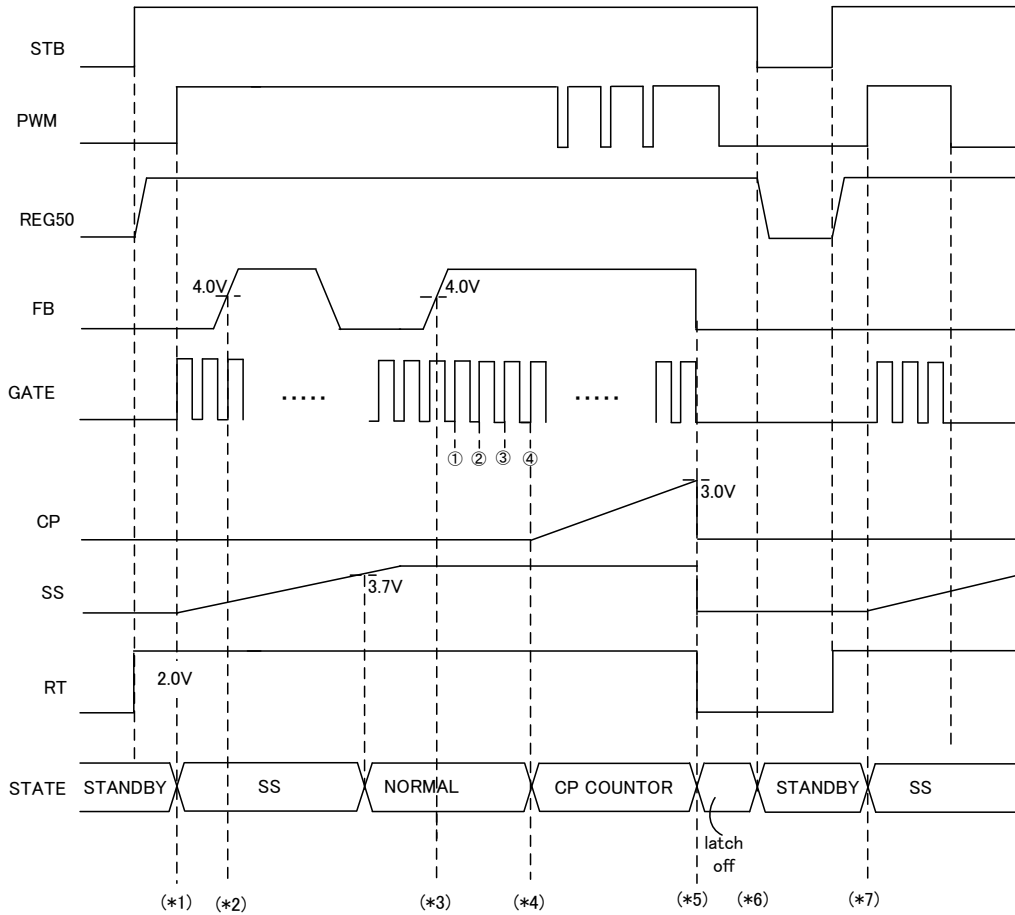 STB
PWM
REG50
4.0V
4.0V
FB
GATE
.....
.....
① ② ③ ④
3.0V
CP
3.7V
SS
2.0V
RT
STATE STANDBY SS NORMAL CP COUNTOR STANDBY SS
latch
off
(*1) (*2) (*3) (*4) (*5) (*6) (*7)